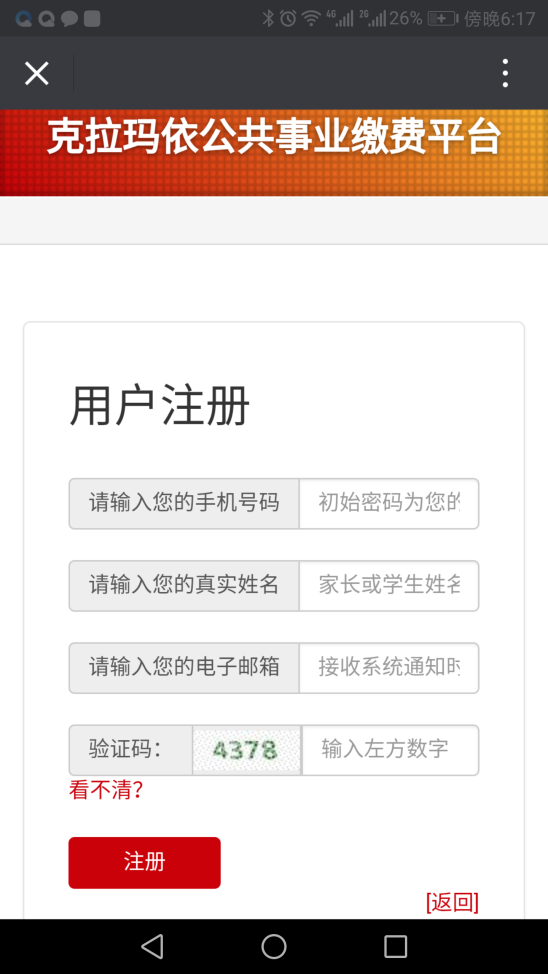 4G 2G 26% 傍晚6:17
克拉玛依公共事业缴费平台
用户注册
请输入您的手机号码 初始密码为您的
请输入您的真实姓名 家长或学生姓名
请输入您的电子邮箱 接收系统通知时
验证码: 4378 输入左方数字
看不清?
注册
[返回]